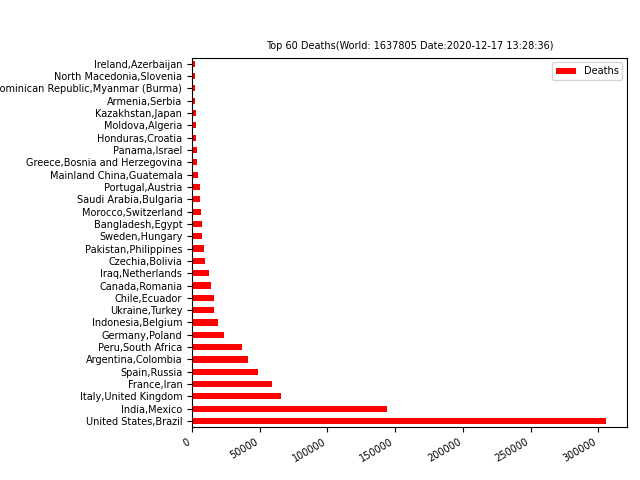 Top 60 Deaths(World: 1637805 Date:2020-12-17 13:28:36)
Deaths
Ireland,Azerbaijan
North Macedonia,Slovenia
ominican Republic,Myanmar (Burma)
Armenia,Serbia
Kazakhstan,Japan
Moldova,Algeria
Honduras,Croatia
Panama,Israel
Greece,Bosnia and Herzegovina
Mainland China,Guatemala
Portugal,Austria
Saudi Arabia,Bulgaria
Morocco,Switzerland
Bangladesh,Egypt
Sweden,Hungary
Pakistan,Philippines
Czechia,Bolivia
Iraq,Netherlands
Canada,Romania
Chile,Ecuador
Ukraine,Turkey
Indonesia,Belgium
Germany,Poland
Peru,South Africa
Argentina,Colombia
Spain,Russia
France,Iran
Italy,United Kingdom
India,Mexico
United States,Brazil
0
50000
100000
150000
200000
250000
300000